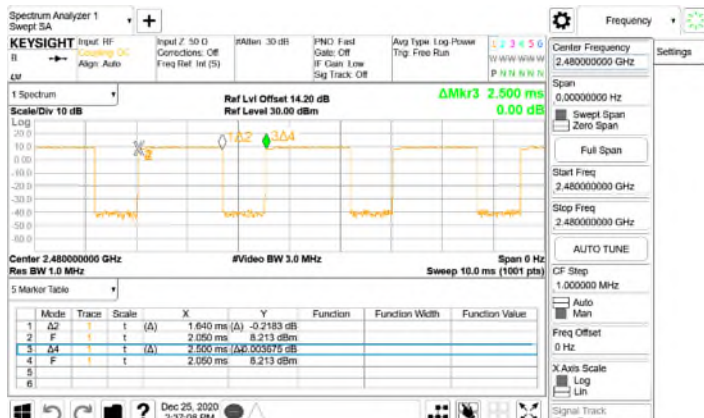 Spectrum Analyzer 1
Swept SA
Frequency
KEYSIGHT
Input: RF
Coupling: DC
Align: Auto
Input Z: 50 Ω
Corrections: Off
Freq Ref: Int (S)
#Atten: 30 dB
PNO: Fast
Gate: Off
IF Gain: Low
Sig Track: Off
Avg Type: Log-Power
Trig: Free Run
1 2 3 4 5 6
W W W W W W
P N N N N N
Center Frequency
2.480000000 GHz
Settings
1 Spectrum
Scale/Div 10 dB
Ref Lvl Offset 14.20 dB
Ref Level 30.00 dBm
ΔMkr3 2.500 ms
0.00 dB
Log
20.0
10.0
0.00
-10.0
-20.0
-30.0
-40.0
-50.0
-60.0
1Δ2
3Δ4
Center 2.480000000 GHz
Res BW 1.0 MHz
#Video BW 3.0 MHz
Span 0 Hz
Sweep 10.0 ms (1001 pts)
5 Marker Table
Mode Trace Scale X Y Function Function Width Function Value
1 Δ2 1 t (Δ) 1.640 ms (Δ) -0.2183 dB
2 F 1 t 2.050 ms 8.213 dBm
3 Δ4 1 t (Δ) 2.500 ms (Δ)0.003675 dB
4 F 1 t 2.050 ms 8.213 dBm
5
6
Span
0.00000000 Hz
Swept Span
Zero Span
Full Span
Start Freq
2.480000000 GHz
Stop Freq
2.480000000 GHz
AUTO TUNE
CF Step
1.000000 MHz
Auto
Man
Freq Offset
0 Hz
X Axis Scale
Log
Lin
Signal Track
?
Dec 25, 2020